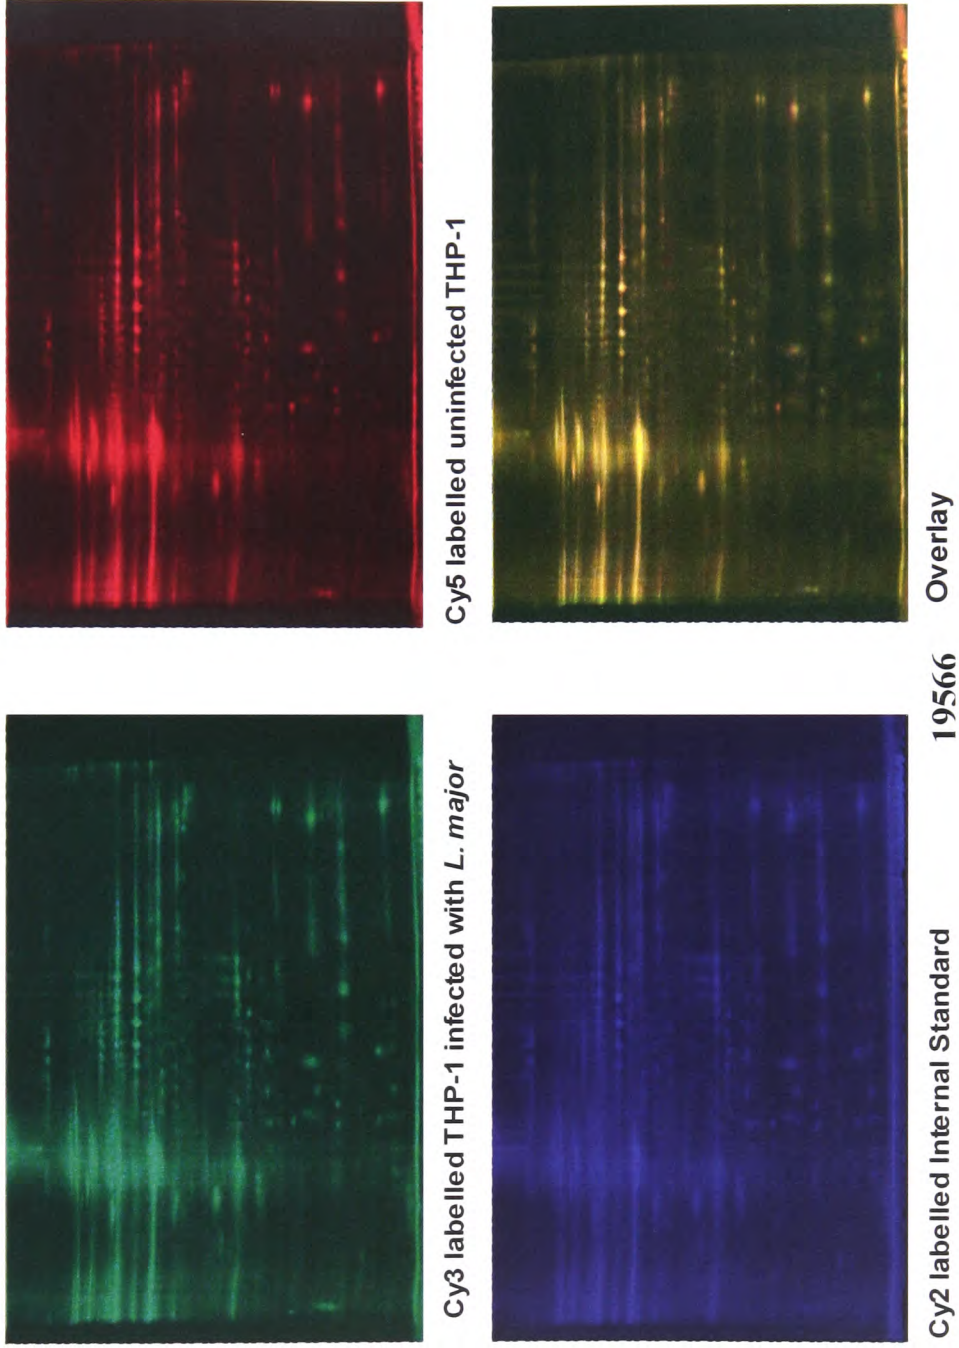 Cy3 labelled THP-1 infected with L. major
Cy5 labelled uninfected THP-1
Cy2 labelled Internal Standard
19566
Overlay